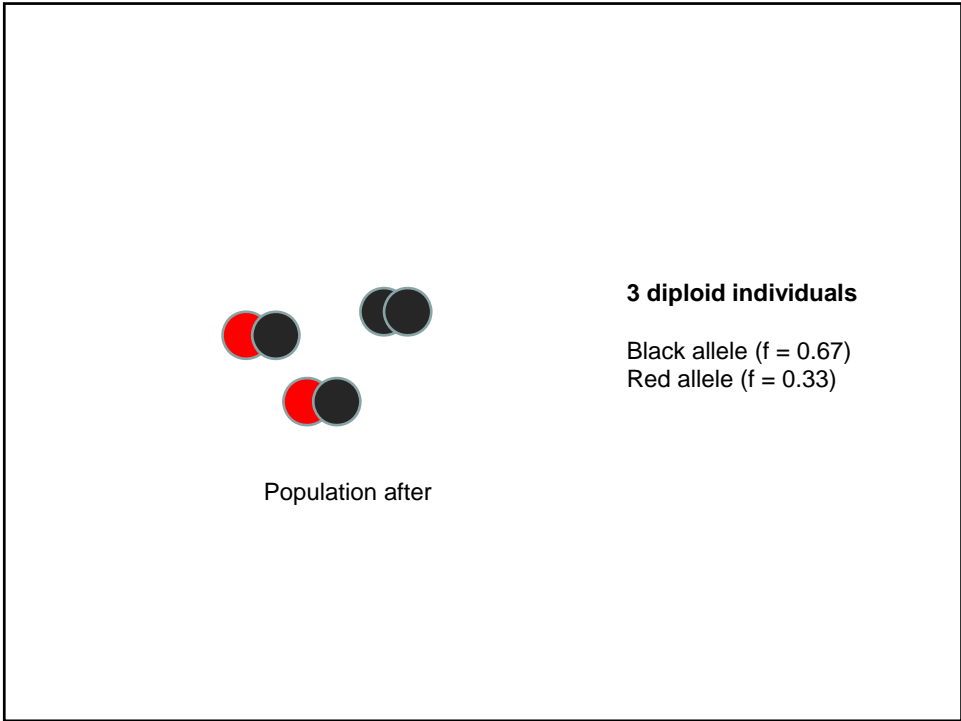 3 diploid individuals
Black allele (f = 0.67)
Red allele (f = 0.33)
Population after